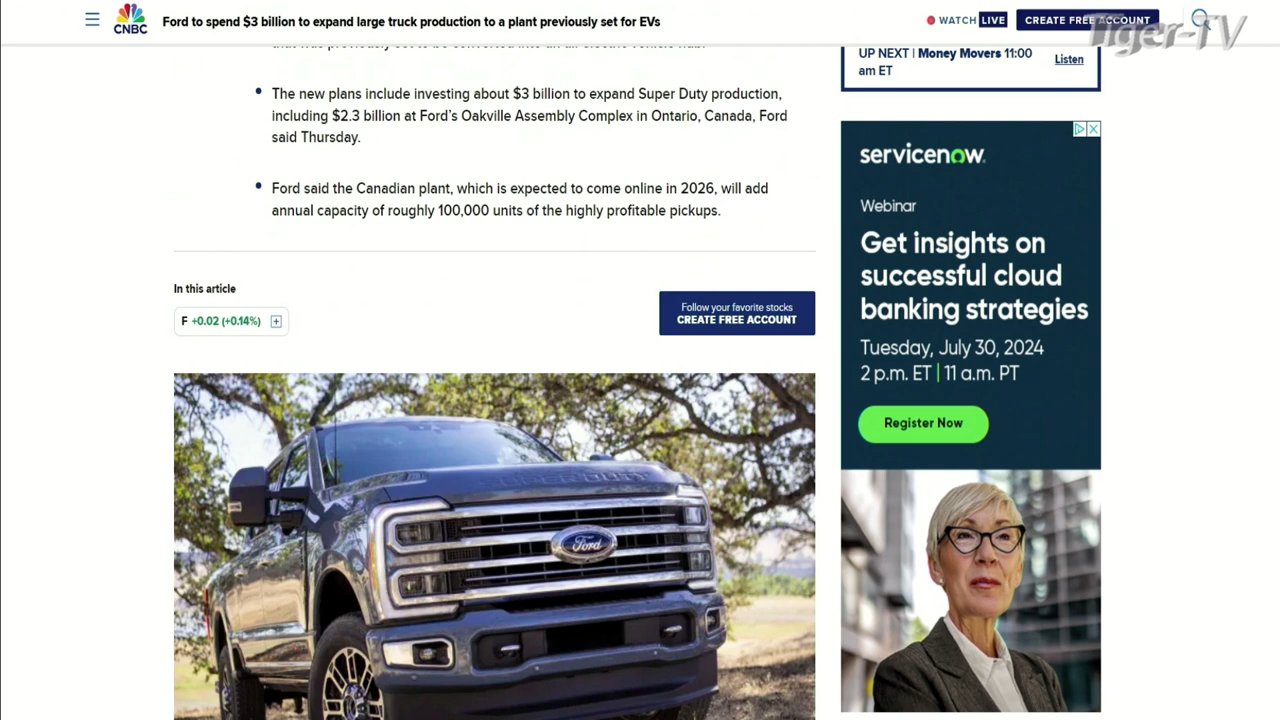 CNBC
Ford to spend $3 billion to expand large truck production to a plant previously set for EVs
WATCH LIVE
CREATE FREE ACCOUNT
Tiger-TV
The new plans include investing about $3 billion to expand Super Duty production,
including $2.3 billion at Ford's Oakville Assembly Complex in Ontario, Canada, Ford
said Thursday.
Ford said the Canadian plant, which is expected to come online in 2026, will add
annual capacity of roughly 100,000 units of the highly profitable pickups.
In this article
F +0.02 (+0.14%)
Follow your favorite stocks
CREATE FREE ACCOUNT
SUPER DUTY
Ford
UP NEXT | Money Movers 11:00
am ET
Listen
servicenow
Webinar
Get insights on
successful cloud
banking strategies
Tuesday, July 30, 2024
2 p.m. ET | 11 a.m. PT
Register Now